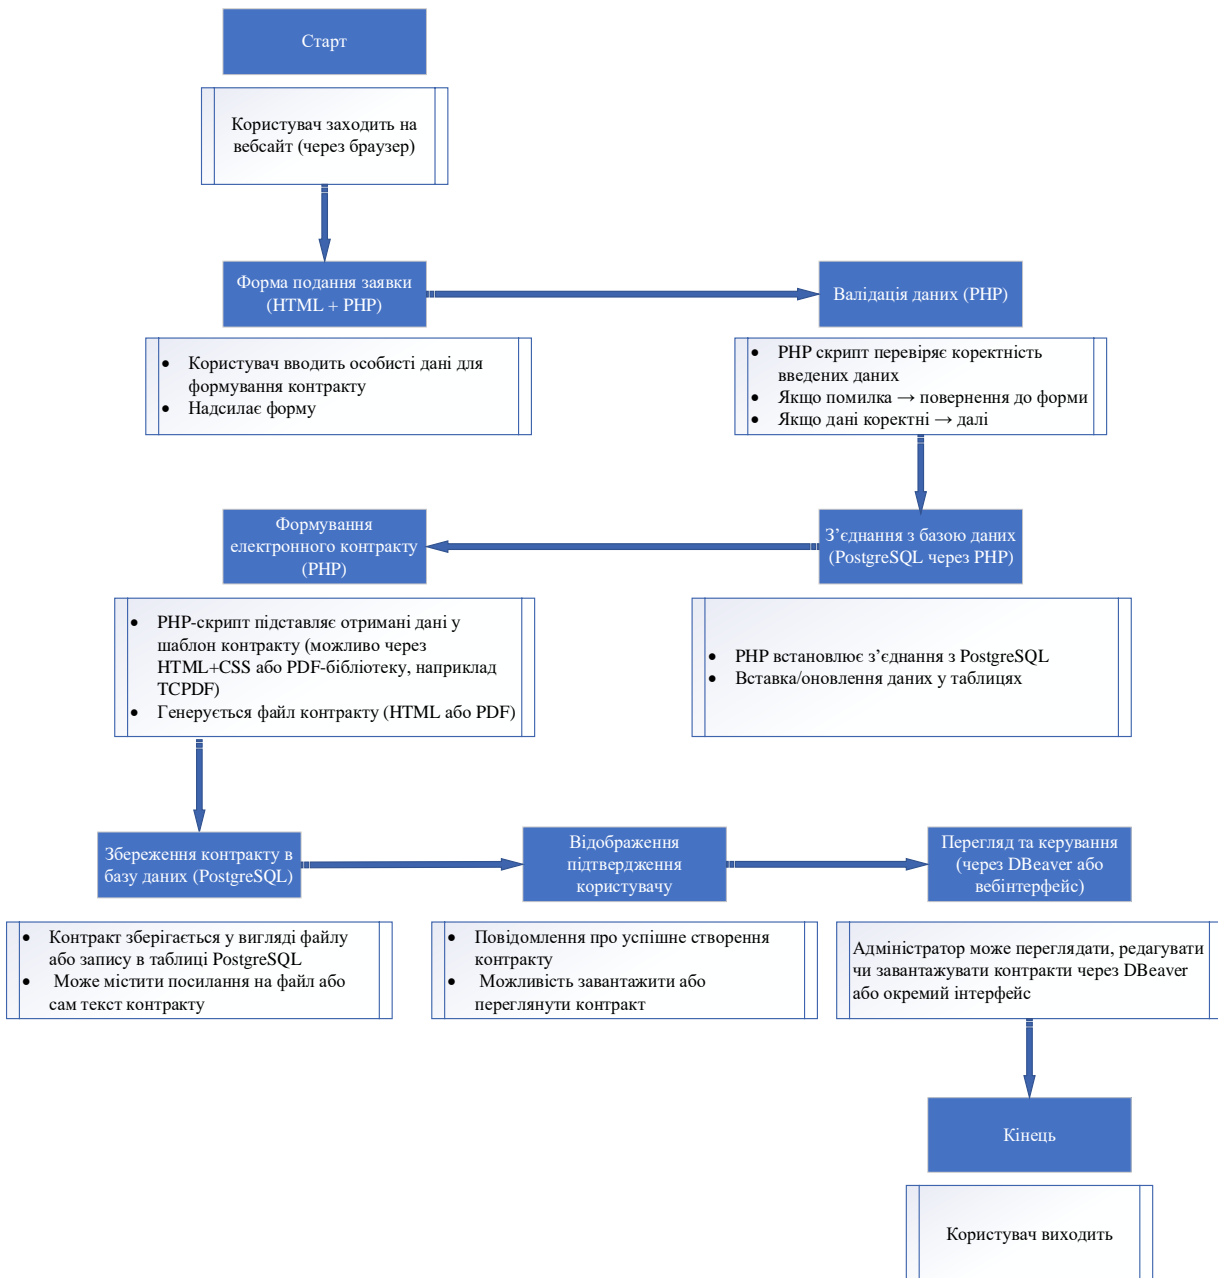 Старт
Користувач заходить на
вебсайт (через браузер)
Форма подання заявки
(HTML + PHP)
Валідація даних (PHP)
• Користувач вводить особисті дані для
формування контракту
• Надсилає форму
• PHP скрипт перевіряє коректність
введених даних
• Якщо помилка → повернення до форми
• Якщо дані коректні → далі
Формування
електронного контракту
(PHP)
З’єднання з базою даних
(PostgreSQL через PHP)
• PHP-скрипт підставляє отримані дані у
шаблон контракту (можливо через
HTML+CSS або PDF-бібліотеку, наприклад
TCPDF)
• Генерується файл контракту (HTML або PDF)
• PHP встановлює з’єднання з PostgreSQL
• Вставка/оновлення даних у таблицях
Збереження контракту в
базу даних (PostgreSQL)
Відображення
підтвердження
користувачу
Перегляд та керування
(через DBeaver або
вебінтерфейс)
• Контракт зберігається у вигляді файлу
або запису в таблиці PostgreSQL
• Може містити посилання на файл або
сам текст контракту
• Повідомлення про успішне створення
контракту
• Можливість завантажити або
переглянути контракт
Адміністратор може переглядати, редагувати
чи завантажувати контракти через DBeaver
або окремий інтерфейс
Кінець
Користувач виходить